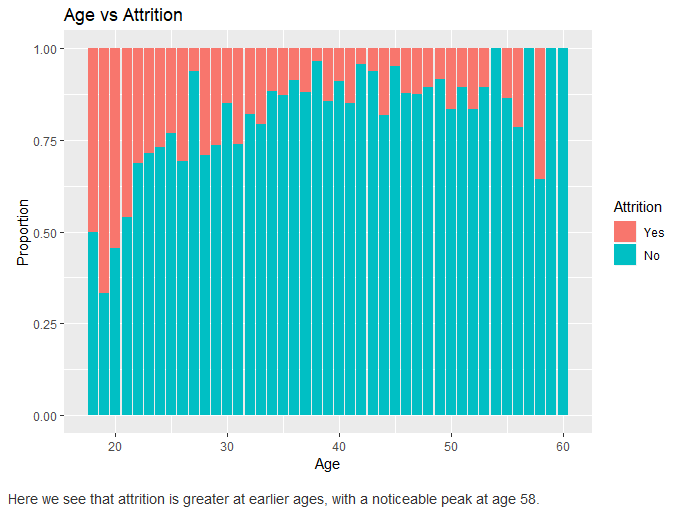 Age vs Attrition
1.00
0.75
0.50
0.25
0.00
Proportion
20 30 40 50 60
Age
Attrition
Yes
No
Here we see that attrition is greater at earlier ages, with a noticeable peak at age 58.